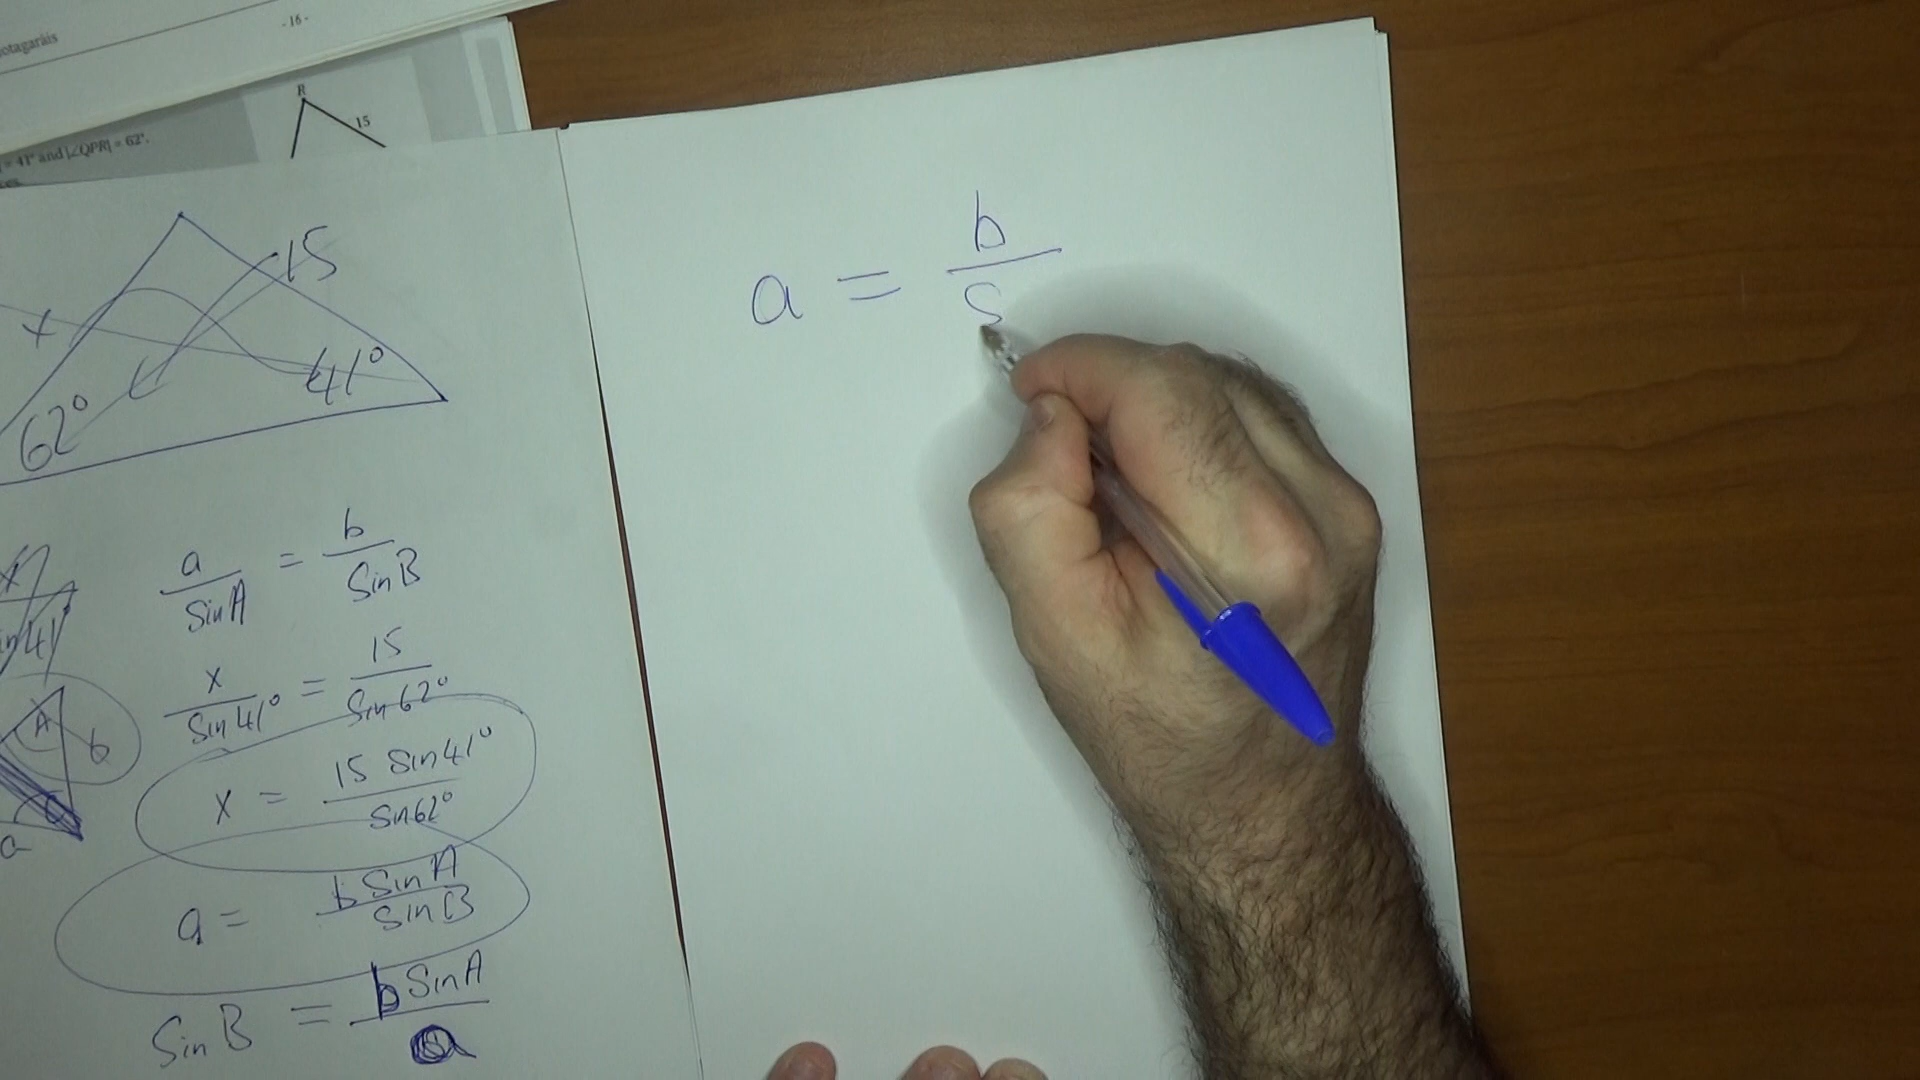 - 16 -
otagaráis
= 41° and |∠QPR| = 62°.
R
15
15
x
62° 41°
a/SinA = b/SinB
x/Sin41° = 15/Sin62°
x = 15 Sin41°/Sin62°
A
b
a
C
a = b SinA/SinB
SinB = b SinA/a
a = b/S